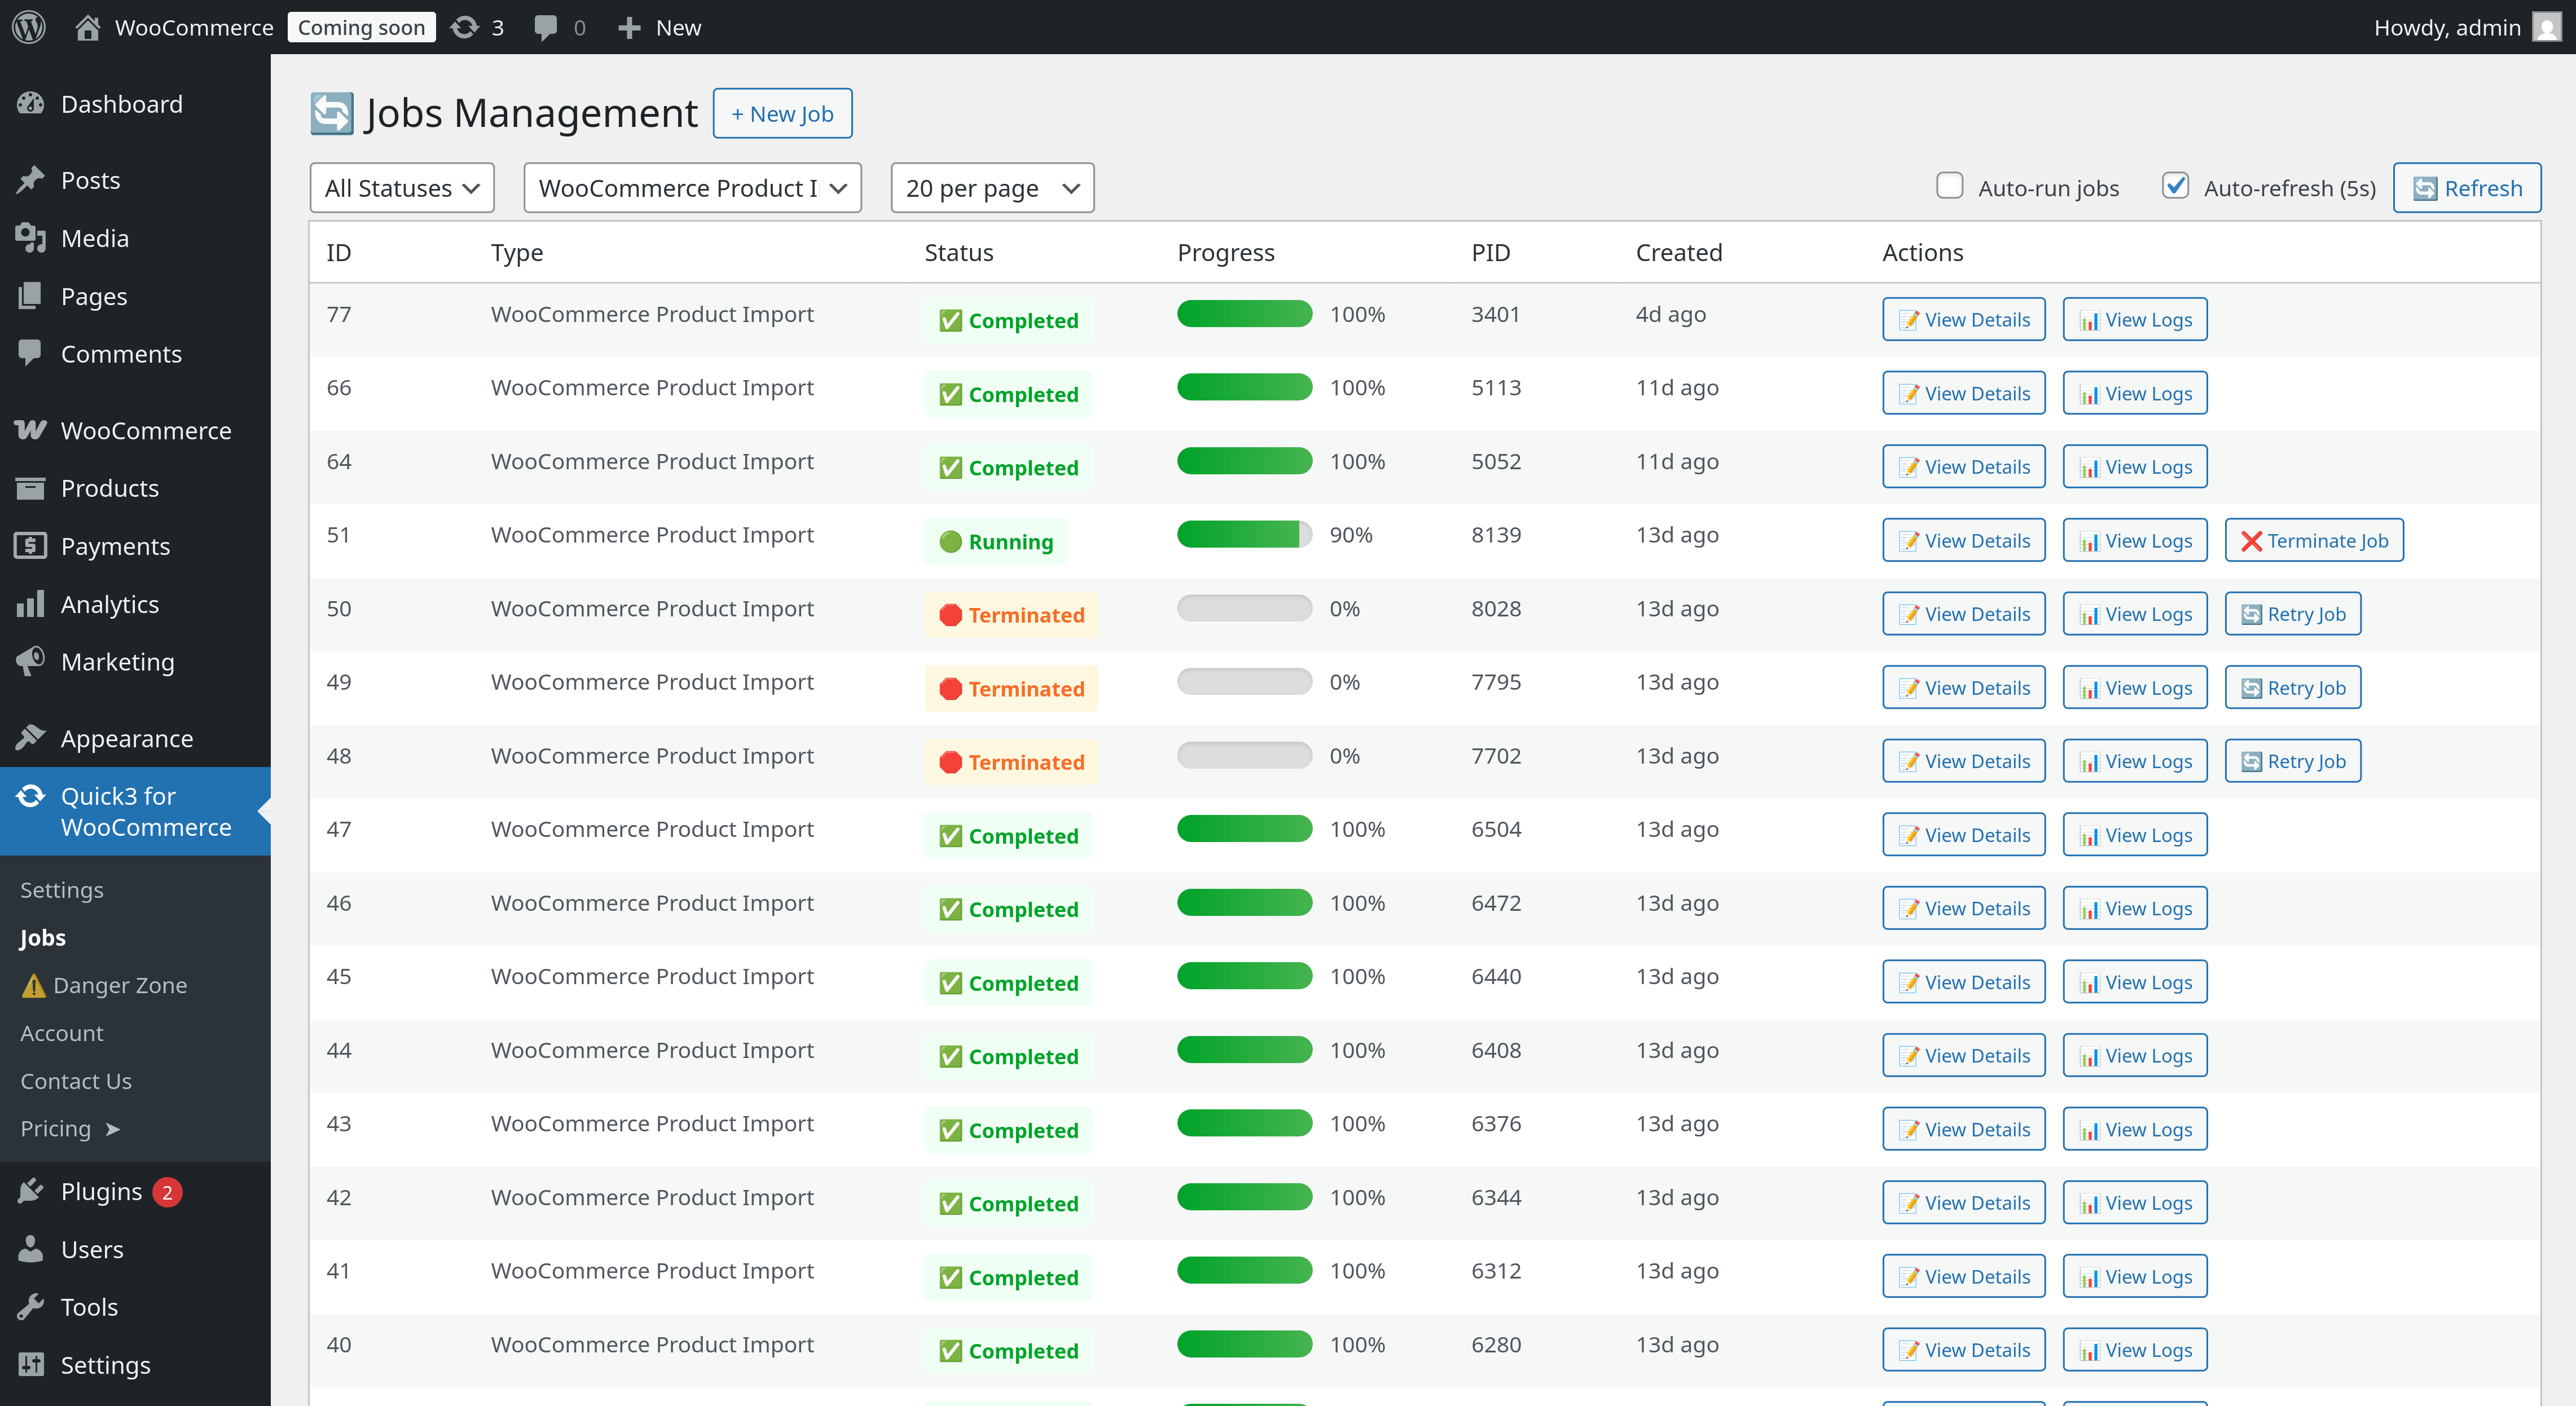 WooCommerce Coming soon 3 0 New Howdy, admin
Dashboard
Posts
Media
Pages
Comments
WooCommerce
Products
Payments
Analytics
Marketing
Appearance
Quick3 for
WooCommerce
Settings
Jobs
Danger Zone
Account
Contact Us
Pricing ➤
Plugins 2
Users
Tools
Settings
Jobs Management + New Job
All Statuses WooCommerce Product I 20 per page Auto-run jobs Auto-refresh (5s) Refresh
ID Type Status Progress PID Created Actions
77 WooCommerce Product Import Completed 100% 3401 4d ago View Details View Logs
66 WooCommerce Product Import Completed 100% 5113 11d ago View Details View Logs
64 WooCommerce Product Import Completed 100% 5052 11d ago View Details View Logs
51 WooCommerce Product Import Running 90% 8139 13d ago View Details View Logs Terminate Job
50 WooCommerce Product Import Terminated 0% 8028 13d ago View Details View Logs Retry Job
49 WooCommerce Product Import Terminated 0% 7795 13d ago View Details View Logs Retry Job
48 WooCommerce Product Import Terminated 0% 7702 13d ago View Details View Logs Retry Job
47 WooCommerce Product Import Completed 100% 6504 13d ago View Details View Logs
46 WooCommerce Product Import Completed 100% 6472 13d ago View Details View Logs
45 WooCommerce Product Import Completed 100% 6440 13d ago View Details View Logs
44 WooCommerce Product Import Completed 100% 6408 13d ago View Details View Logs
43 WooCommerce Product Import Completed 100% 6376 13d ago View Details View Logs
42 WooCommerce Product Import Completed 100% 6344 13d ago View Details View Logs
41 WooCommerce Product Import Completed 100% 6312 13d ago View Details View Logs
40 WooCommerce Product Import Completed 100% 6280 13d ago View Details View Logs